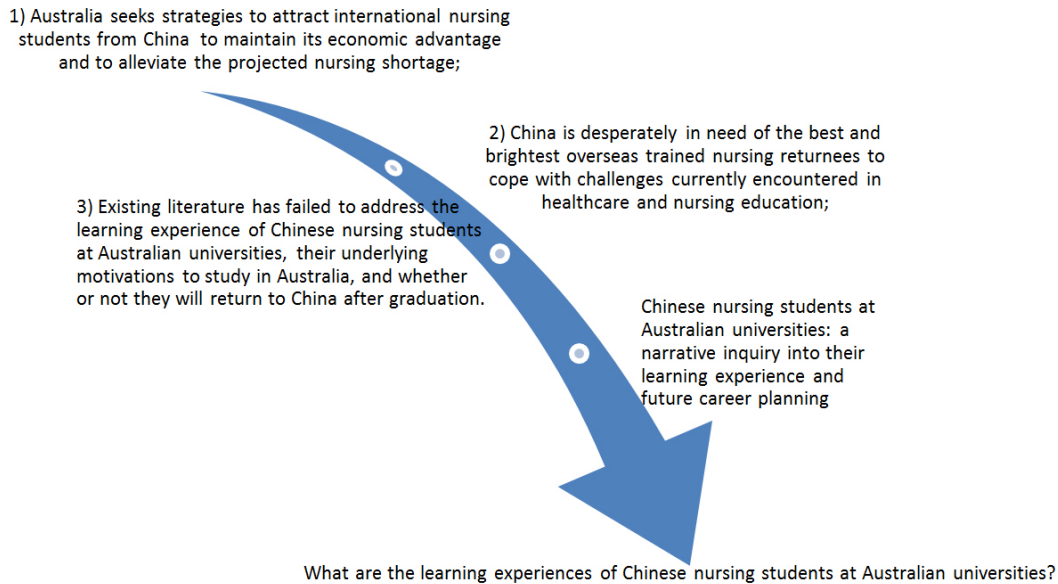 1) Australia seeks strategies to attract international nursing
students from China to maintain its economic advantage
and to alleviate the projected nursing shortage;
2) China is desperately in need of the best and
brightest overseas trained nursing returnees to
cope with challenges currently encountered in
healthcare and nursing education;
3) Existing literature has failed to address the
learning experience of Chinese nursing students
at Australian universities, their underlying
motivations to study in Australia, and whether
or not they will return to China after graduation.
Chinese nursing students at
Australian universities: a
narrative inquiry into their
learning experience and
future career planning
What are the learning experiences of Chinese nursing students at Australian universities?